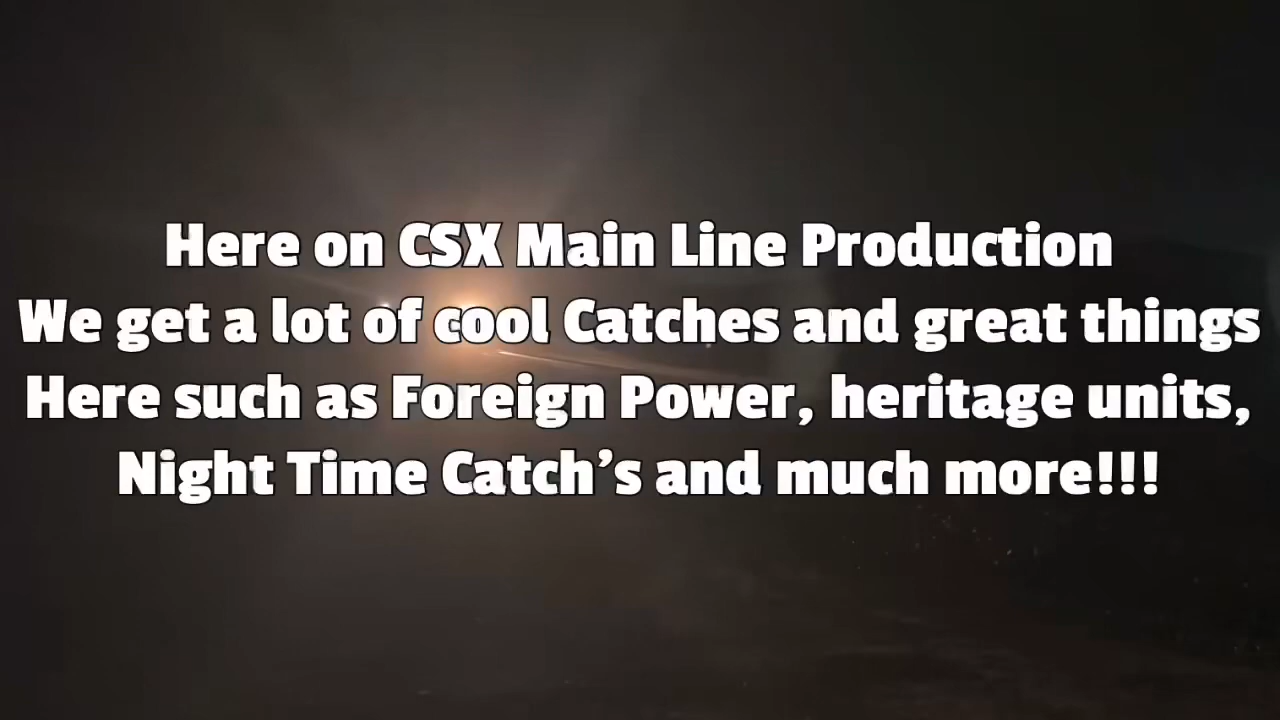 Here on CSX Main Line Production
We get a lot of cool Catches and great things
Here such as Foreign Power, heritage units,
Night Time Catch’s and much more!!!